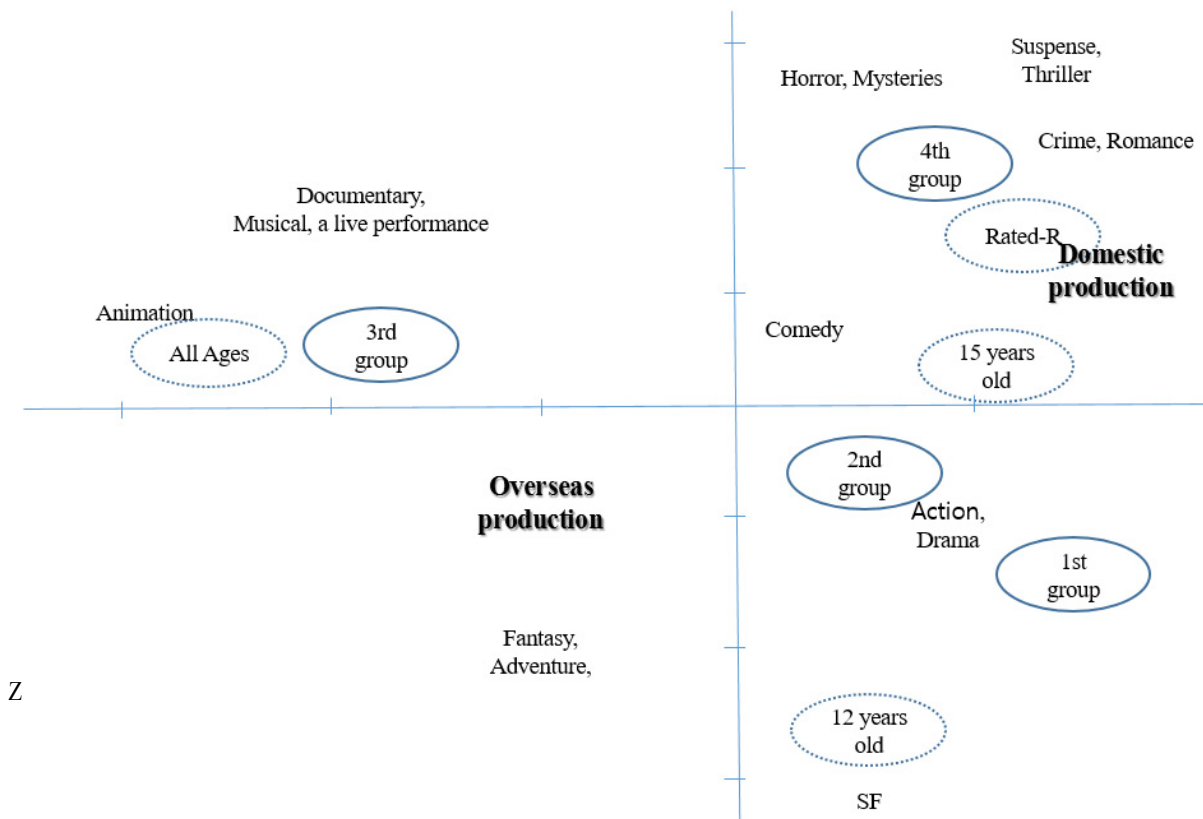 Suspense,
Thriller
Horror, Mysteries
Crime, Romance
4th
group
Documentary,
Musical, a live performance
Rated-R
Domestic
production
Animation
All Ages
3rd
group
Comedy
15 years
old
2nd
group
Overseas
production
Action,
Drama
1st
group
Fantasy,
Adventure,
Z
12 years
old
SF